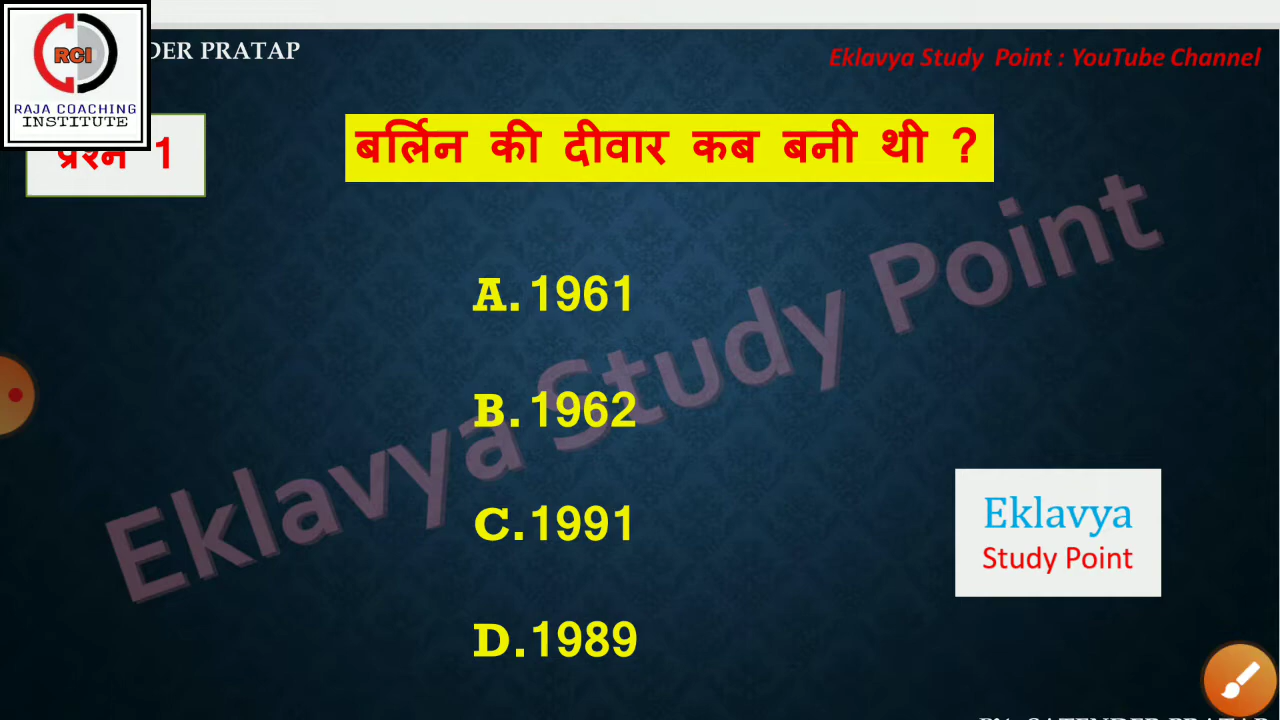 RCI
RAJA COACHING
INSTITUTE
DER PRATAP
Eklavya Study Point : YouTube Channel
प्रश्न 1
बर्लिन की दीवार कब बनी थी ?
A. 1961
B. 1962
C. 1991
D. 1989
Eklavya Study Point
Eklavya
Study Point